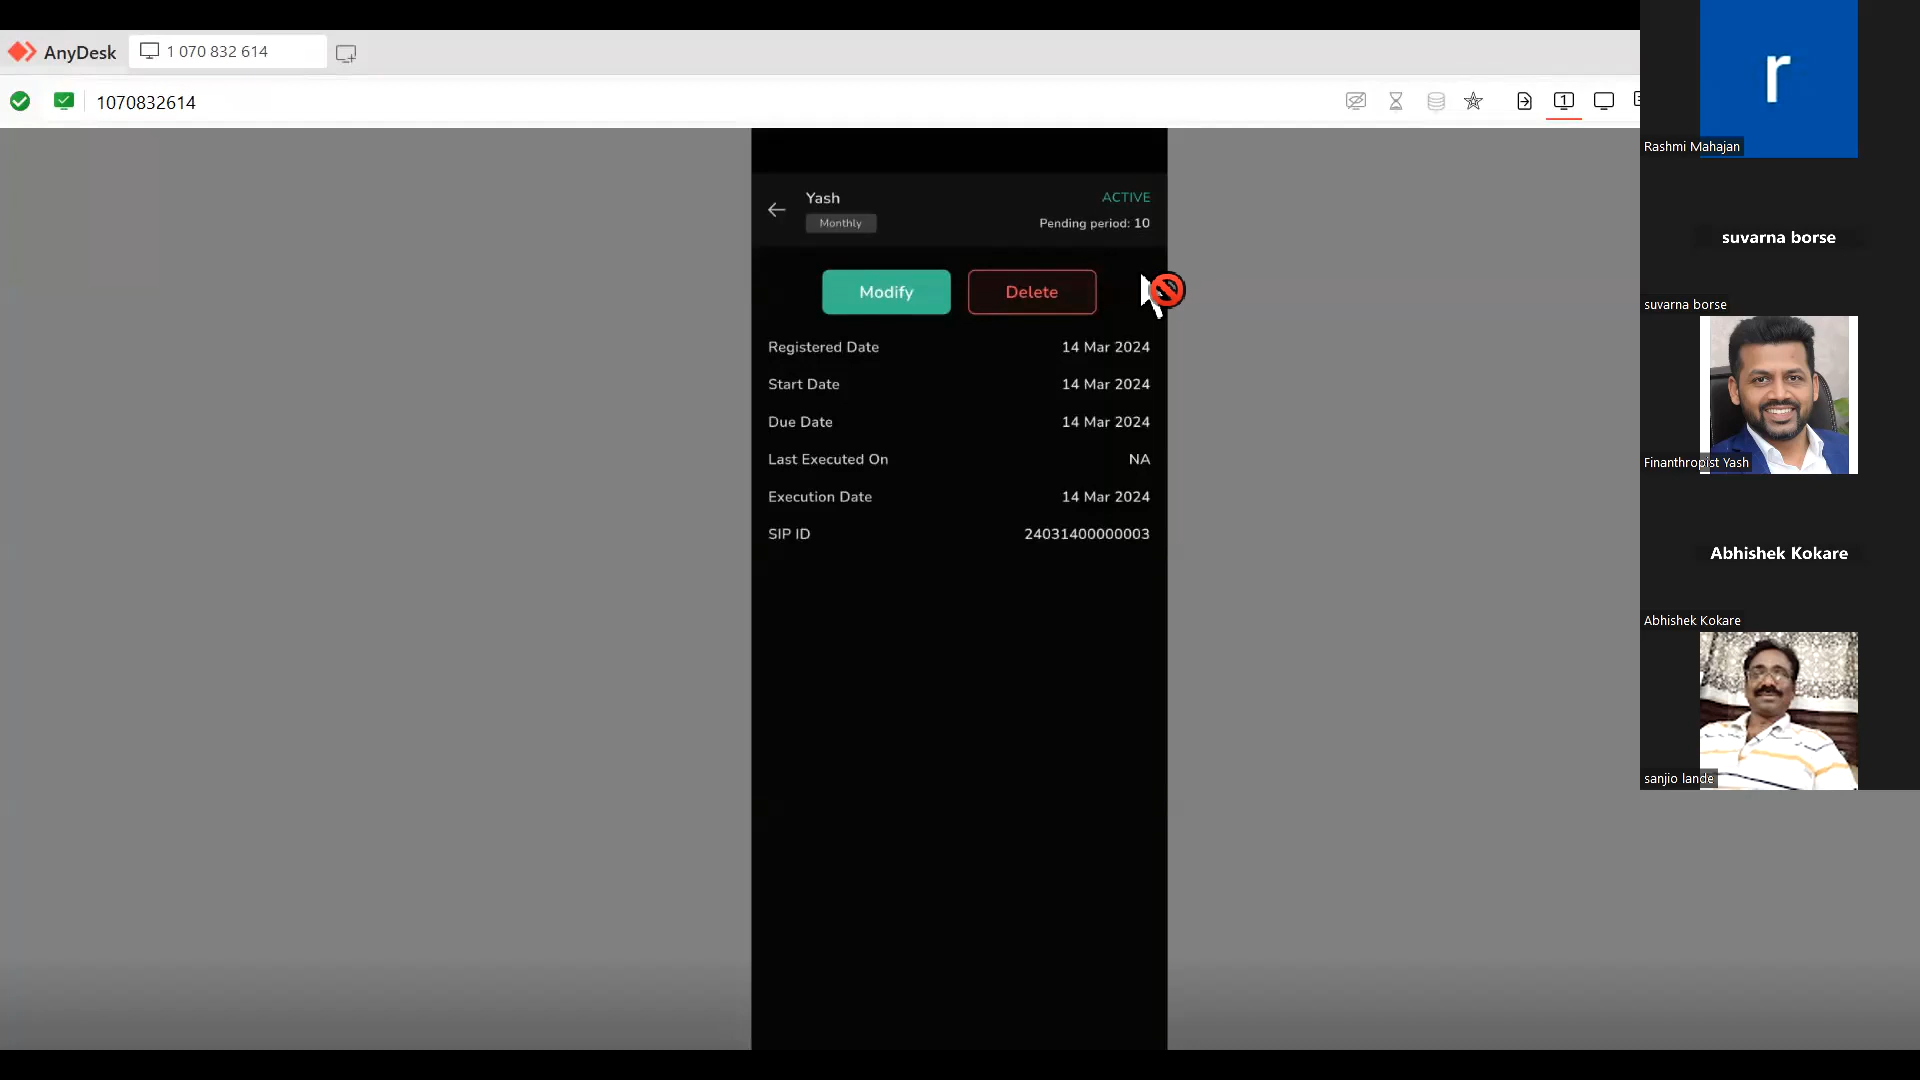 AnyDesk
1 070 832 614
1070832614
1
Yash
Monthly
ACTIVE
Pending period: 10
Modify
Delete
Registered Date 14 Mar 2024
Start Date 14 Mar 2024
Due Date 14 Mar 2024
Last Executed On NA
Execution Date 14 Mar 2024
SIP ID 24031400000003
r
Rashmi Mahajan
suvarna borse
suvarna borse
Finanthropist Yash
Abhishek Kokare
Abhishek Kokare
sanjio lande